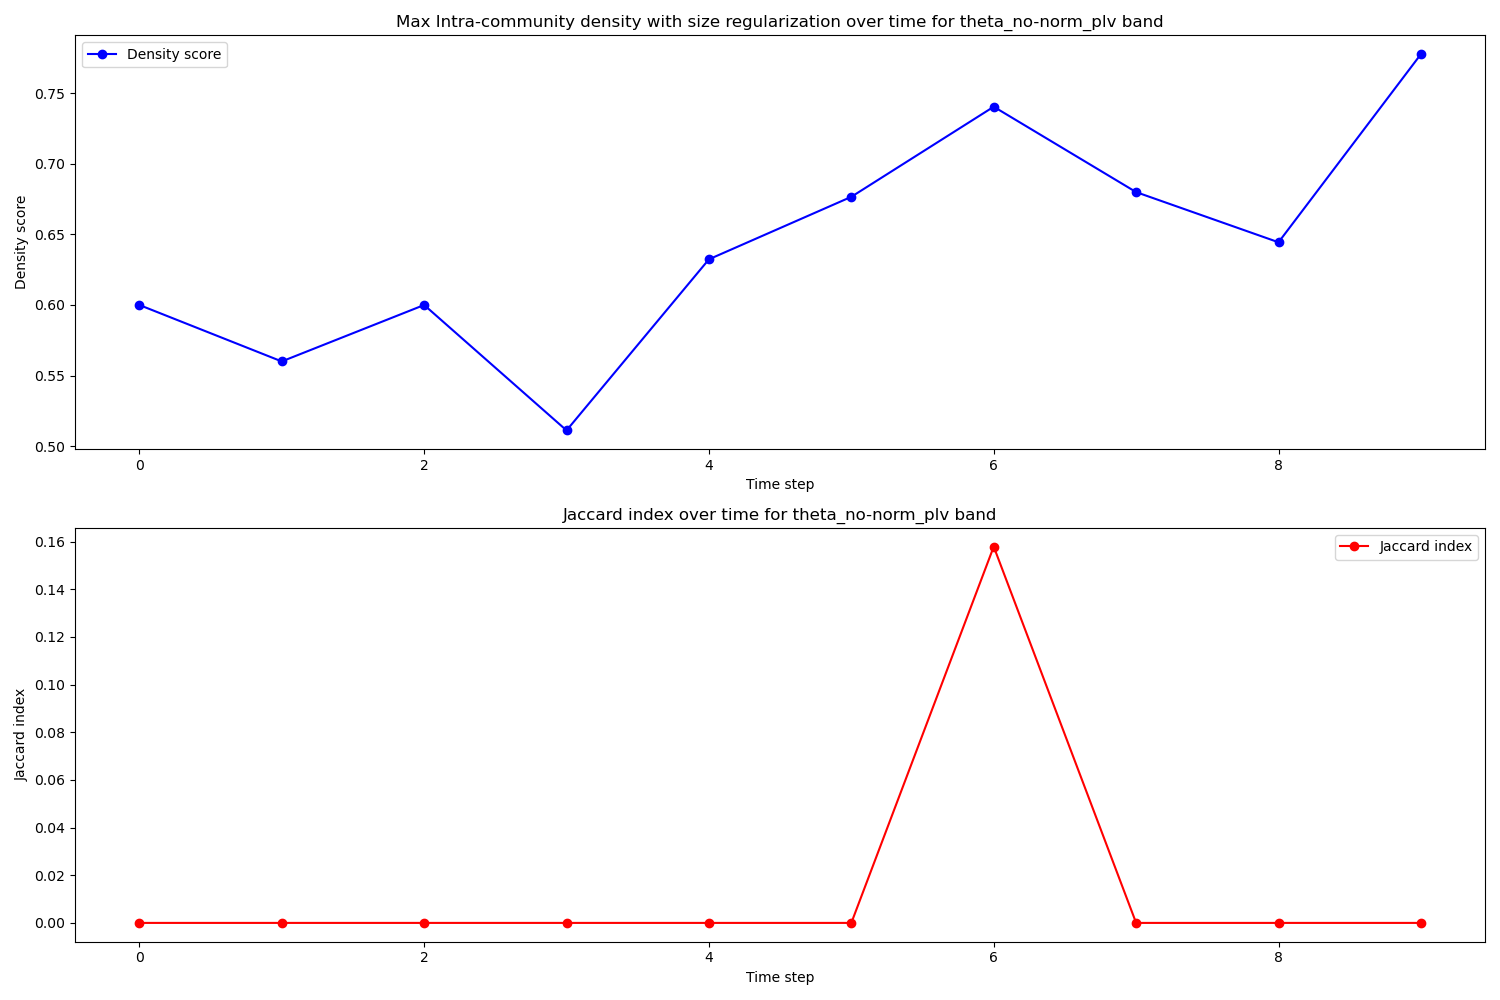 Max Intra-community density with size regularization over time for theta_no-norm_plv band
Density score
Density score
0.75
0.70
0.65
0.60
0.55
0.50
0 2 4 6 8
Time step
Jaccard index over time for theta_no-norm_plv band
Jaccard index
Jaccard index
0.16
0.14
0.12
0.10
0.08
0.06
0.04
0.02
0.00
0 2 4 6 8
Time step